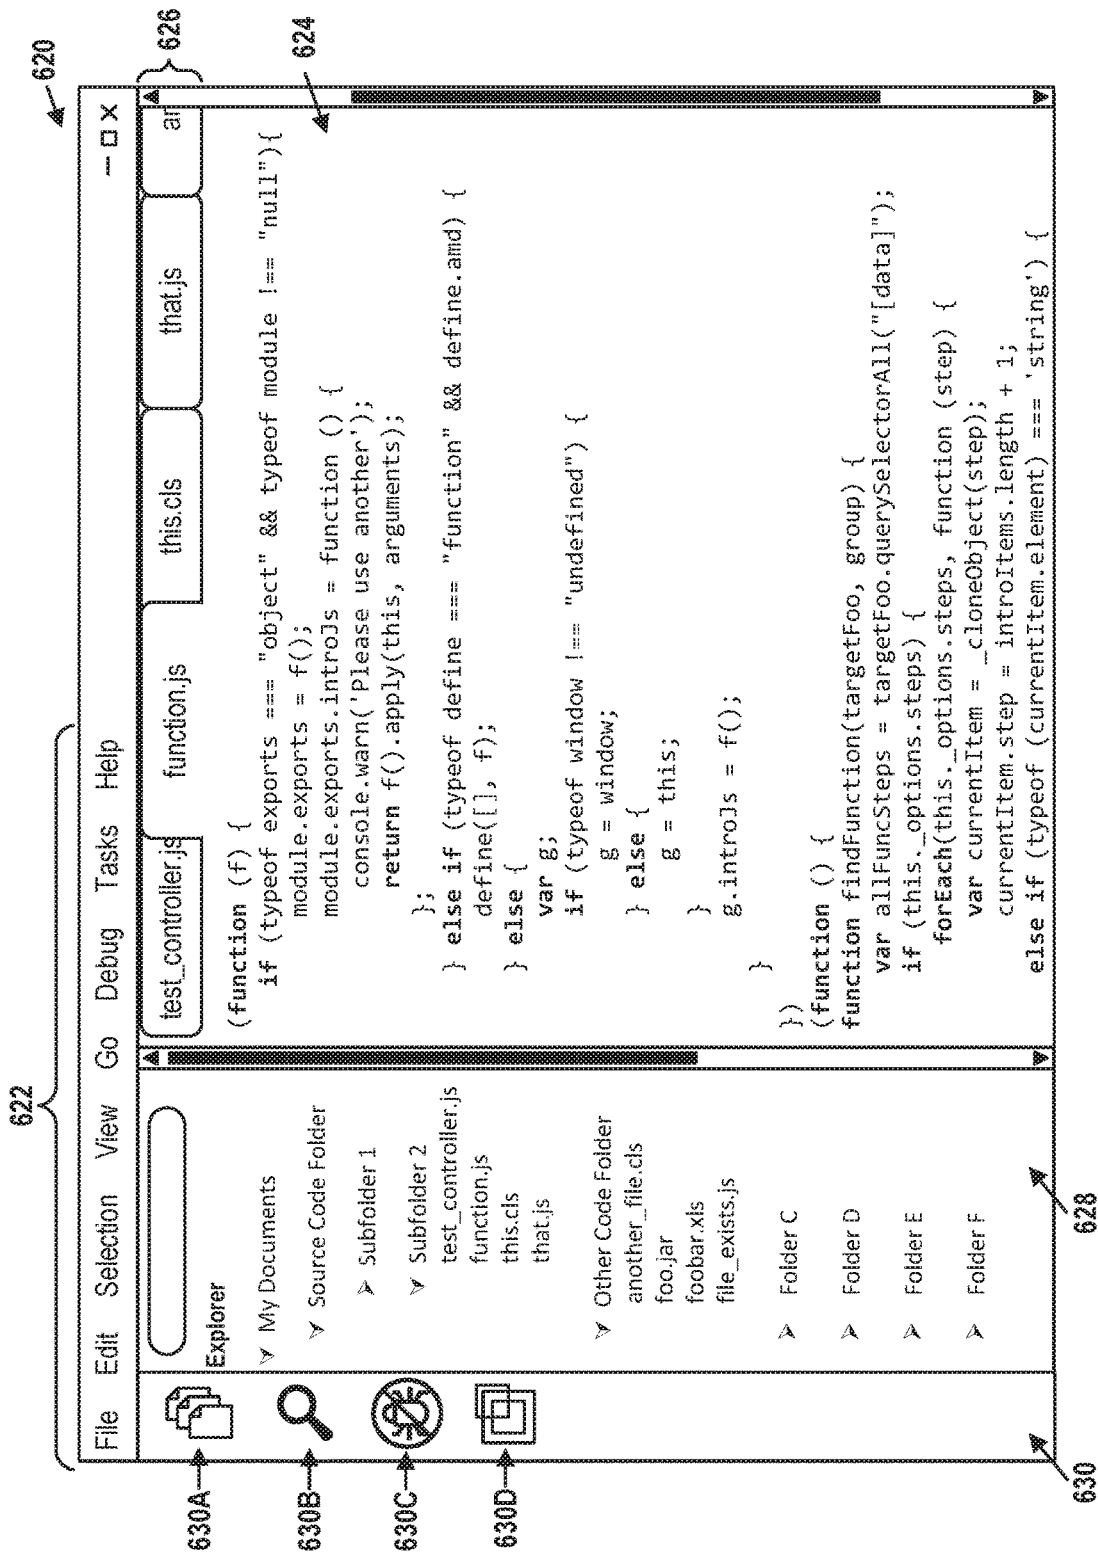 620
622
File Edit Selection View Go Debug Tasks Help
626
test_controller.js function.js this.cls that.js ar
624
630A
630B
630C
630D
630
Explorer
My Documents
Source Code Folder
Subfolder 1
Subfolder 2
test_controller.js
function.js
this.cls
that.js
Other Code Folder
another_file.cls
foo.jar
foobar.xls
file_exists.js
Folder C
Folder D
Folder E
Folder F
628
(function (f) {
if (typeof exports === "object" && typeof module !== "null"){
module.exports = f();
module.exports.introJs = function () {
console.warn('Please use another');
return f().apply(this, arguments);
};
} else if (typeof define === "function" && define.amd) {
define([], f);
} else {
var g;
if (typeof window !== "undefined") {
g = window;
} else {
g = this;
}
g.introJs = f();
}
})
(function () {
function findFunction(targetFoo, group) {
var allFuncSteps = targetFoo.querySelectorAll("[data]");
if (this._options.steps) {
forEach(this._options.steps, function (step) {
var currentItem = _cloneObject(step);
currentItem.step = introItems.length + 1;
else if (typeof (currentItem.element) === 'string') {